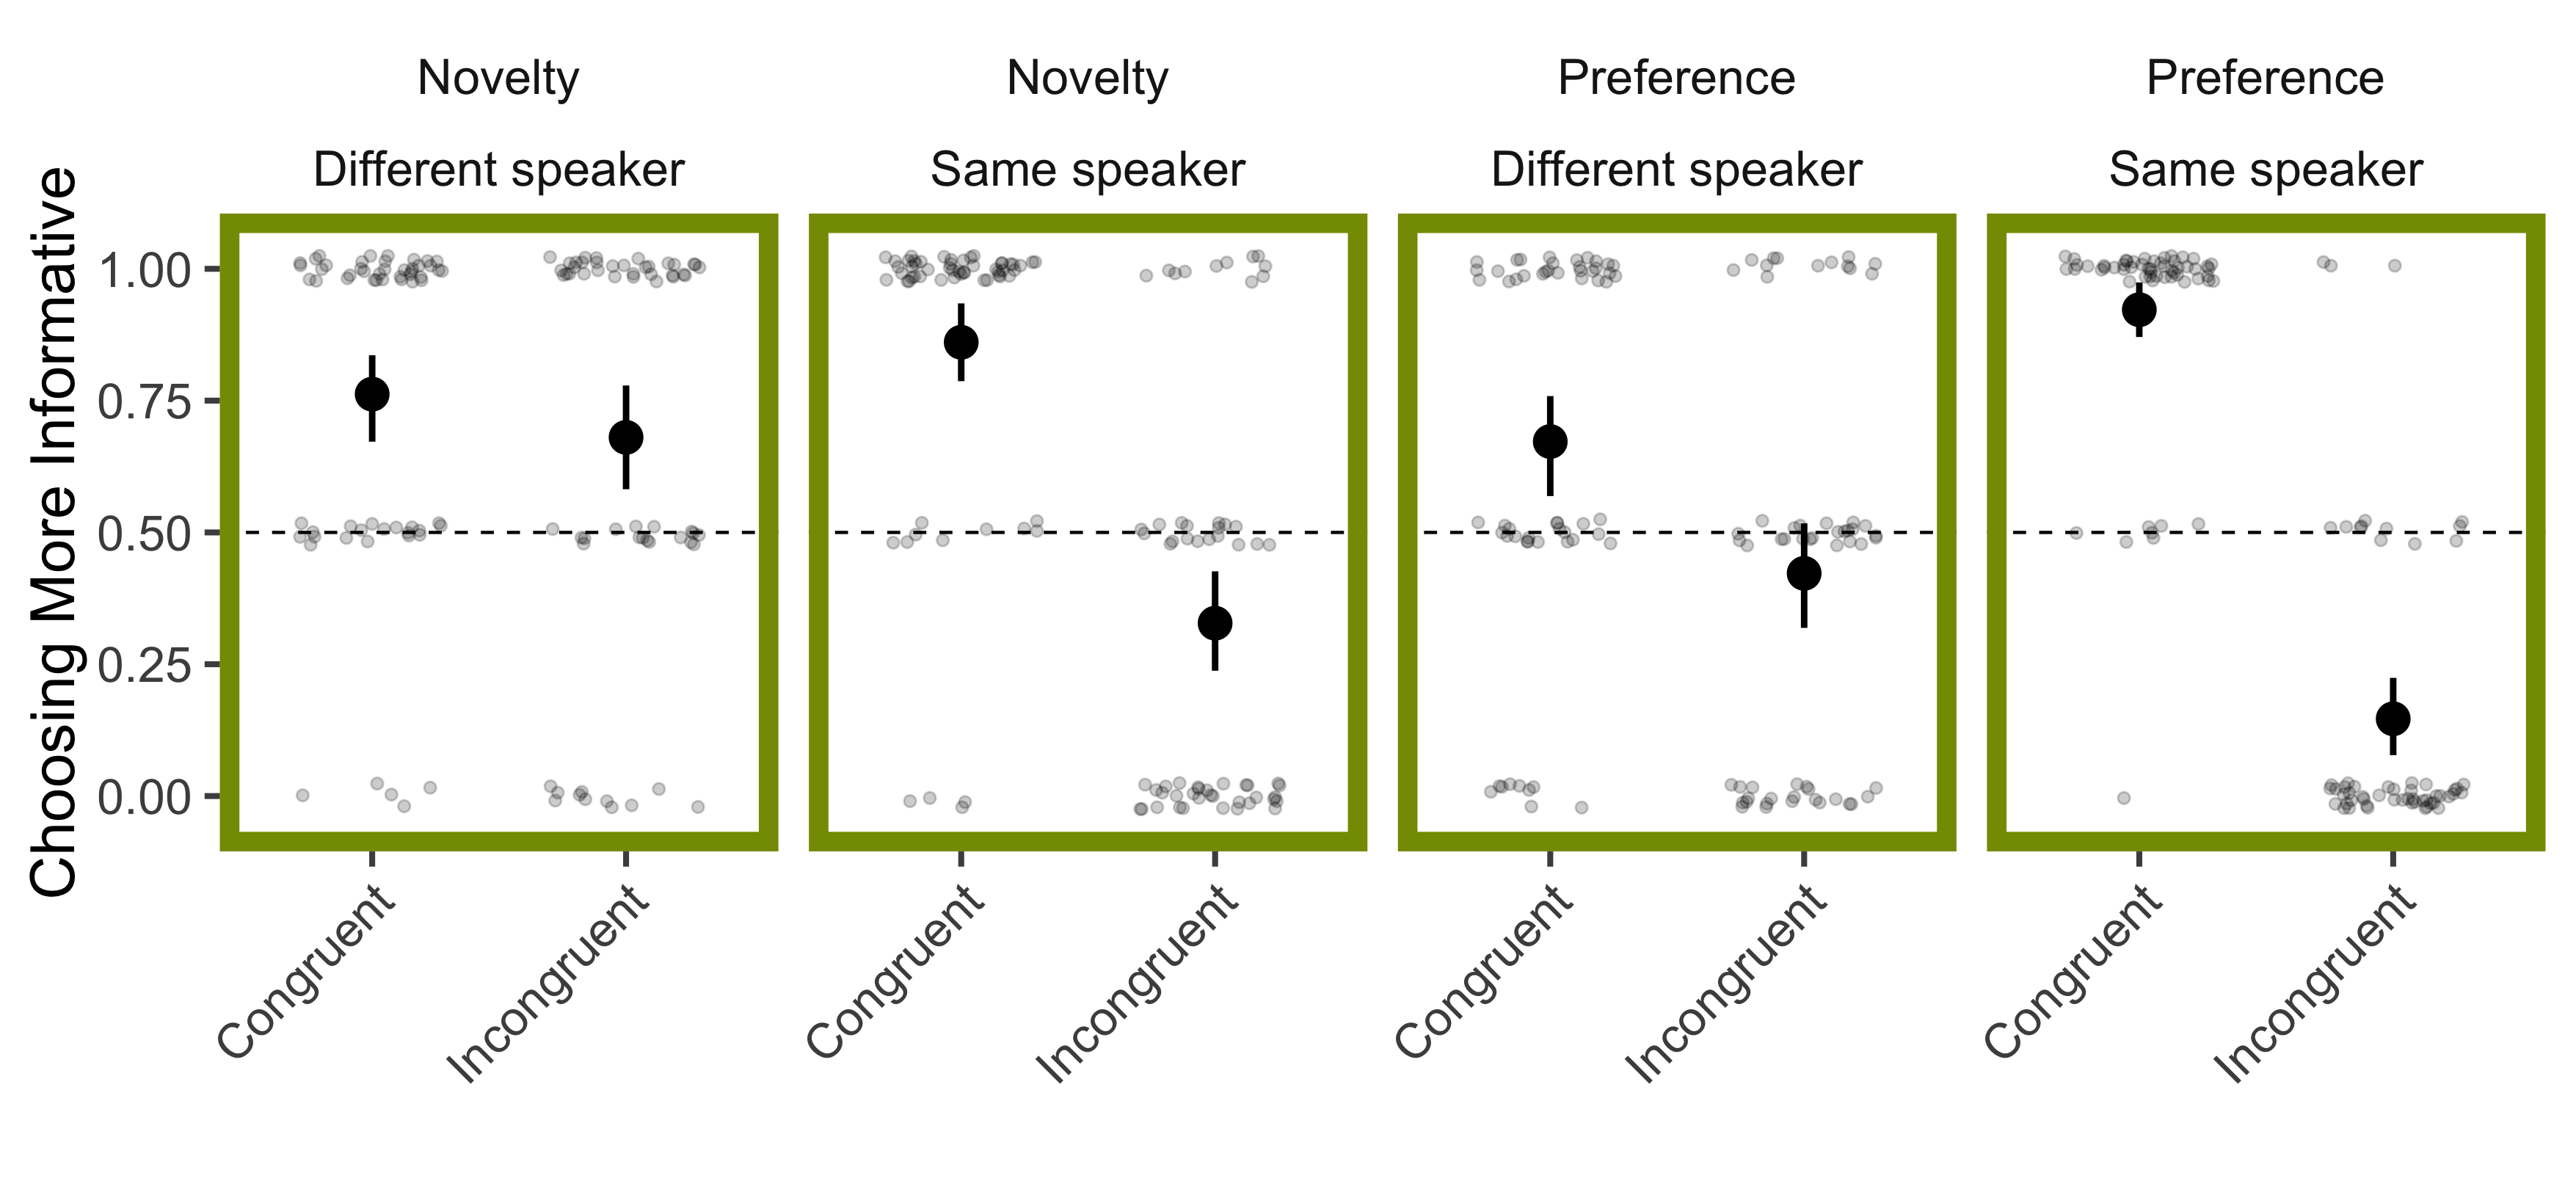 Novelty
Different speaker
Novelty
Same speaker
Preference
Different speaker
Preference
Same speaker
Choosing More Informative
1.00
0.75
0.50
0.25
0.00
Congruent
Incongruent
Congruent
Incongruent
Congruent
Incongruent
Congruent
Incongruent